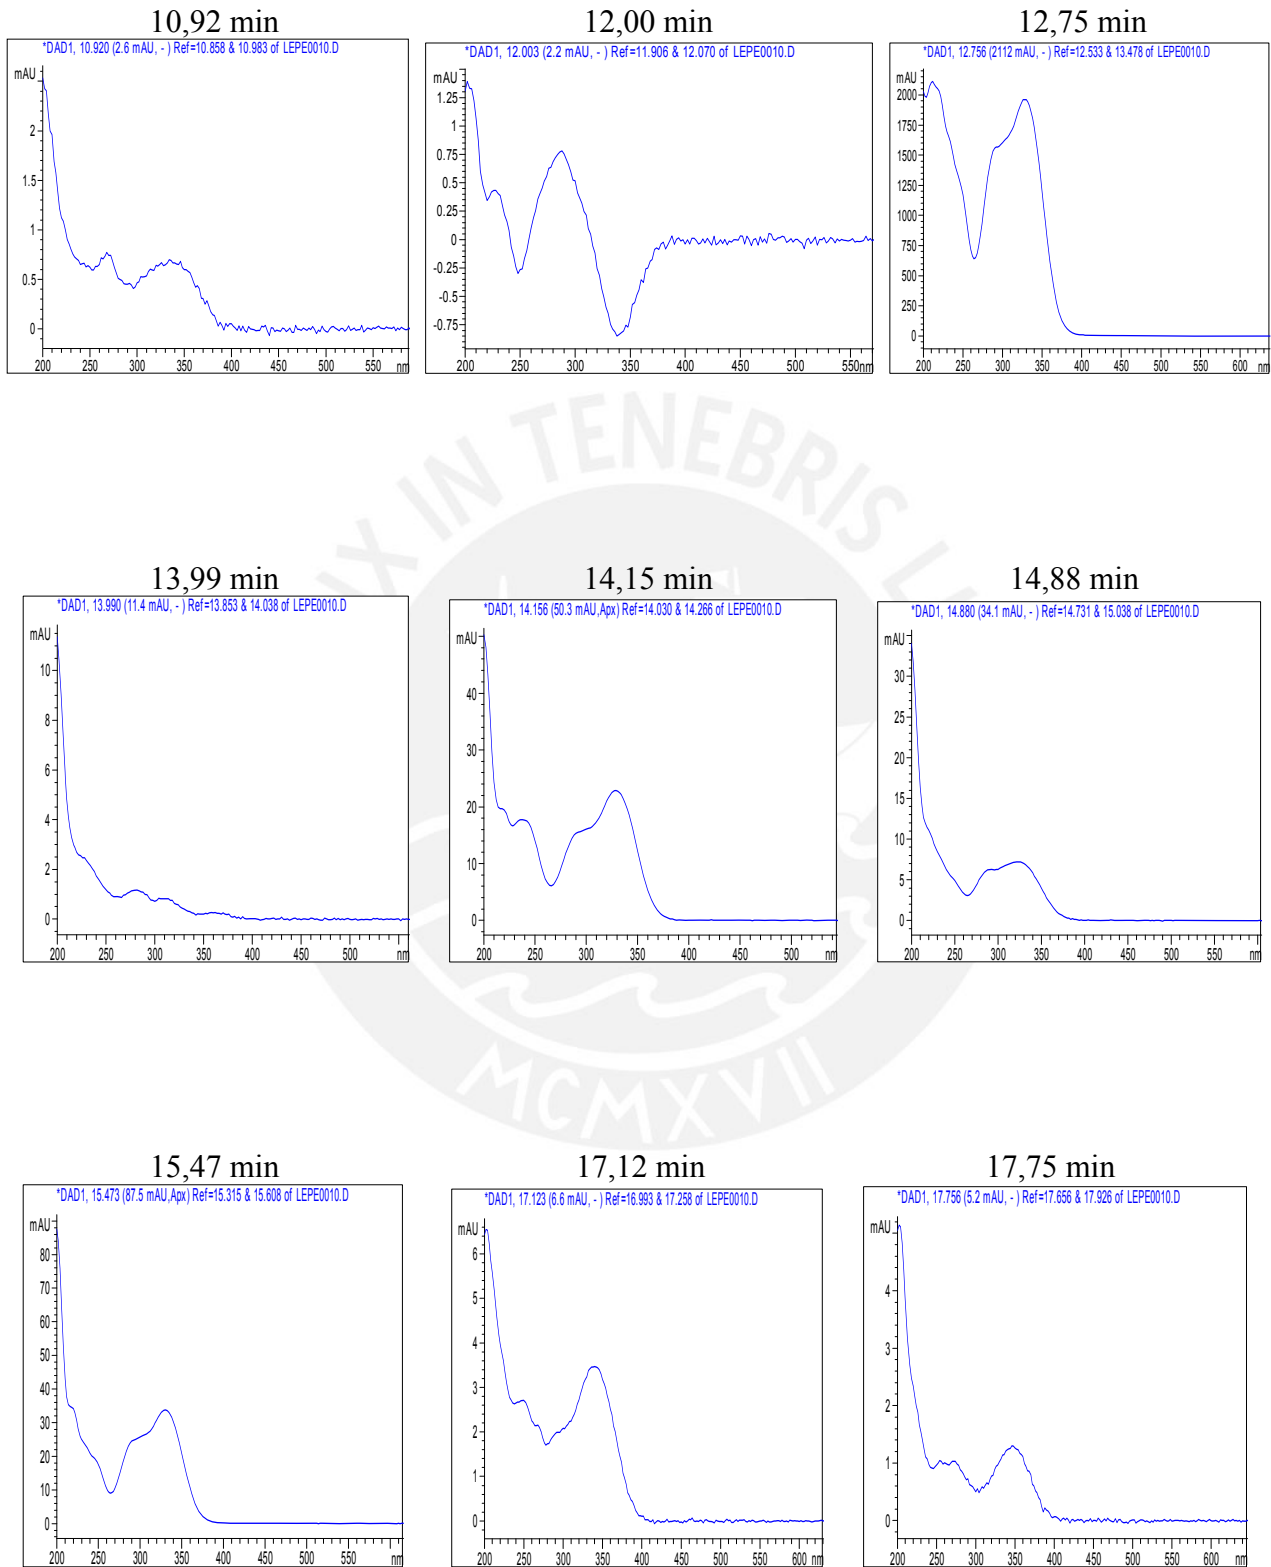 10,92 min
*DAD1, 10.920 (2.6 mAU, - ) Ref=10.858 & 10.983 of LEPE0010.D
mAU
2
1.5
1
0.5
0
200 250 300 350 400 450 500 550 nm
12,00 min
*DAD1, 12.003 (2.2 mAU, - ) Ref=11.906 & 12.070 of LEPE0010.D
mAU
1.25
1
0.75
0.5
0.25
0
-0.25
-0.5
-0.75
200 250 300 350 400 450 500 550 nm
12,75 min
*DAD1, 12.756 (2112 mAU, - ) Ref=12.533 & 13.478 of LEPE0010.D
mAU
2000
1750
1500
1250
1000
750
500
250
0
200 250 300 350 400 450 500 550 600 nm
LUX IN TENEBRIS L
13,99 min
*DAD1, 13.990 (11.4 mAU, - ) Ref=13.853 & 14.038 of LEPE0010.D
mAU
10
8
6
4
2
0
200 250 300 350 400 450 500 nm
14,15 min
*DAD1, 14.156 (50.3 mAU,Apx) Ref=14.030 & 14.266 of LEPE0010.D
mAU
40
30
20
10
0
200 250 300 350 400 450 500 nm
14,88 min
*DAD1, 14.880 (34.1 mAU, - ) Ref=14.731 & 15.038 of LEPE0010.D
mAU
30
25
20
15
10
5
0
200 250 300 350 400 450 500 550 nm
MCMXVII
15,47 min
*DAD1, 15.473 (87.5 mAU,Apx) Ref=15.315 & 15.608 of LEPE0010.D
mAU
80
70
60
50
40
30
20
10
0
200 250 300 350 400 450 500 550 nm
17,12 min
*DAD1, 17.123 (6.6 mAU, - ) Ref=16.993 & 17.258 of LEPE0010.D
mAU
6
5
4
3
2
1
0
200 250 300 350 400 450 500 550 600 nm
17,75 min
*DAD1, 17.756 (5.2 mAU, - ) Ref=17.656 & 17.926 of LEPE0010.D
mAU
4
3
2
1
0
200 250 300 350 400 450 500 550 600 nm